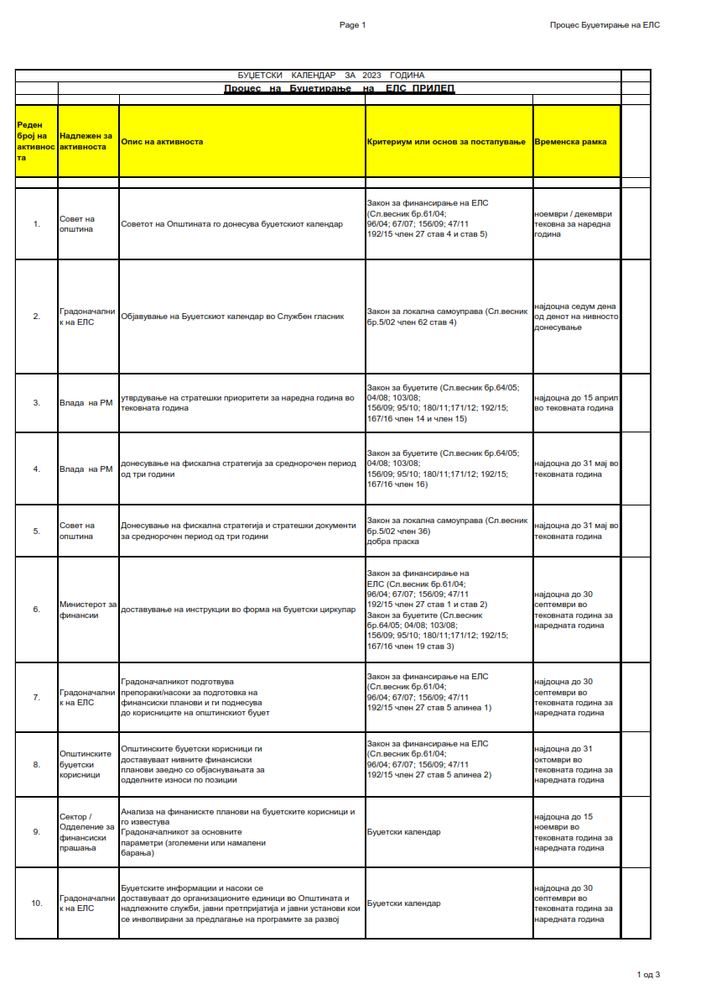 Page 1
Процес Буџетирање на ЕЛС
БУЏЕТСКИ КАЛЕНДАР ЗА 2023 ГОДИНА
Процес на Буџетирање на ЕЛС ПРИЛЕП
Реден
број на
активнос
та
Надлежен за
активноста
Опис на активноста
Критериум или основ за постапување
Временска рамка
1.
Совет на
општина
Советот на Општината го донесува буџетскиот календар
Закон за финансирање на ЕЛС
(Сл.весник бр.61/04;
96/04; 67/07; 156/09; 47/11
192/15 член 27 став 4 и став 5)
ноември / декември
тековна за наредна
година
2.
Градоначални
к на ЕЛС
Објавување на Буџетскиот календар во Службен гласник
Закон за локална самоуправа (Сл.весник
бр.5/02 член 62 став 4)
најдоцна седум дена
од денот на нивното
донесување
3.
Влада на РМ
утврдување на стратешки приоритети за наредна година во
тековната година
Закон за буџетите (Сл.весник бр.64/05;
04/08; 103/08;
156/09; 95/10; 180/11;171/12; 192/15;
167/16 член 14 и член 15)
најдоцна до 15 април
во тековната година
4.
Влада на РМ
донесување на фискална стратегија за среднорочен период
од три години
Закон за буџетите (Сл.весник бр.64/05;
04/08; 103/08;
156/09; 95/10; 180/11;171/12; 192/15;
167/16 член 16)
најдоцна до 31 мај во
тековната година
5.
Совет на
општина
Донесување на фискална стратегија и стратешки документи
за среднорочен период од три години
Закон за локална самоуправа (Сл.весник
бр.5/02 член 36)
добра праска
најдоцна до 31 мај во
тековната година
6.
Министерот за
финансии
доставување на инструкции во форма на буџетски циркулар
Закон за финансирање на
ЕЛС (Сл.весник бр.61/04;
96/04; 67/07; 156/09; 47/11
192/15 член 27 став 1 и став 2)
Закон за буџетите (Сл.весник
бр.64/05; 04/08; 103/08;
156/09; 95/10; 180/11;171/12; 192/15;
167/16 член 19 став 3)
најдоцна до 30
септември во
тековната година за
наредната година
7.
Градоначални
к на ЕЛС
Градоначалникот подготвува
препораки/насоки за подготовка на
финансиски планови и ги поднесува
до корисниците на општинскиот буџет
Закон за финансирање на ЕЛС
(Сл.весник бр.61/04;
96/04; 67/07; 156/09; 47/11
192/15 член 27 став 5 алинеа 1)
најдоцна до 30
септември во
тековната година за
наредната година
8.
Општинските
буџетски
корисници
Општинските буџетски корисници ги
доставуваат нивните финансиски
планови заедно со објаснувањата за
одделните износи по позиции
Закон за финансирање на ЕЛС
(Сл.весник бр.61/04;
96/04; 67/07; 156/09; 47/11
192/15 член 27 став 5 алинеа 2)
најдоцна до 31
октомври во
тековната година за
наредната година
9.
Сектор /
Одделение за
финансиски
прашања
Анализа на финанискте планови на буџетските корисници и
го известува
Градоначалникот за основните
параметри (зголемени или намалени
барања)
Буџетски календар
најдоцна до 15
ноември во
тековната година за
наредната година
10.
Градоначални
к на ЕЛС
Буџетските информации и насоки се
доставуваат до организационите единици во Општината и
надлежните служби, јавни претпријатија и јавни установи кои
се инволвирани за предлагање на програмите за развој
Буџетски календар
најдоцна до 30
септември во
тековната година за
наредната година
1 од 3